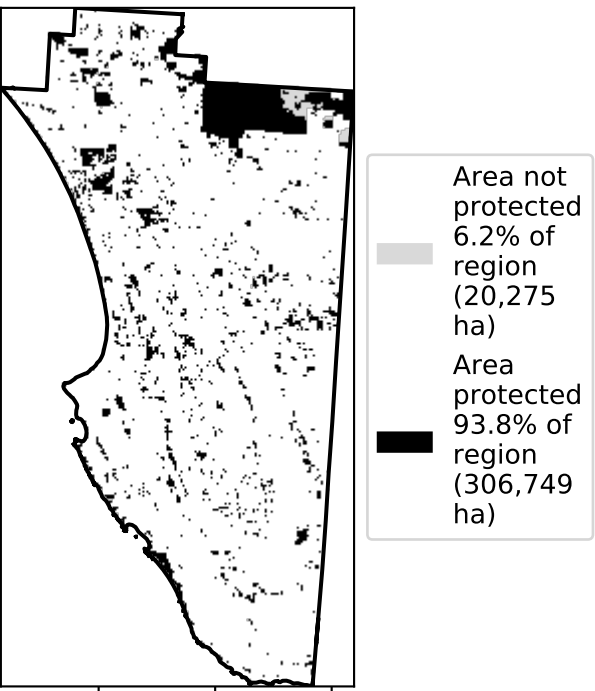 Area not
protected
6.2% of
region
(20,275
ha)
Area
protected
93.8% of
region
(306,749
ha)